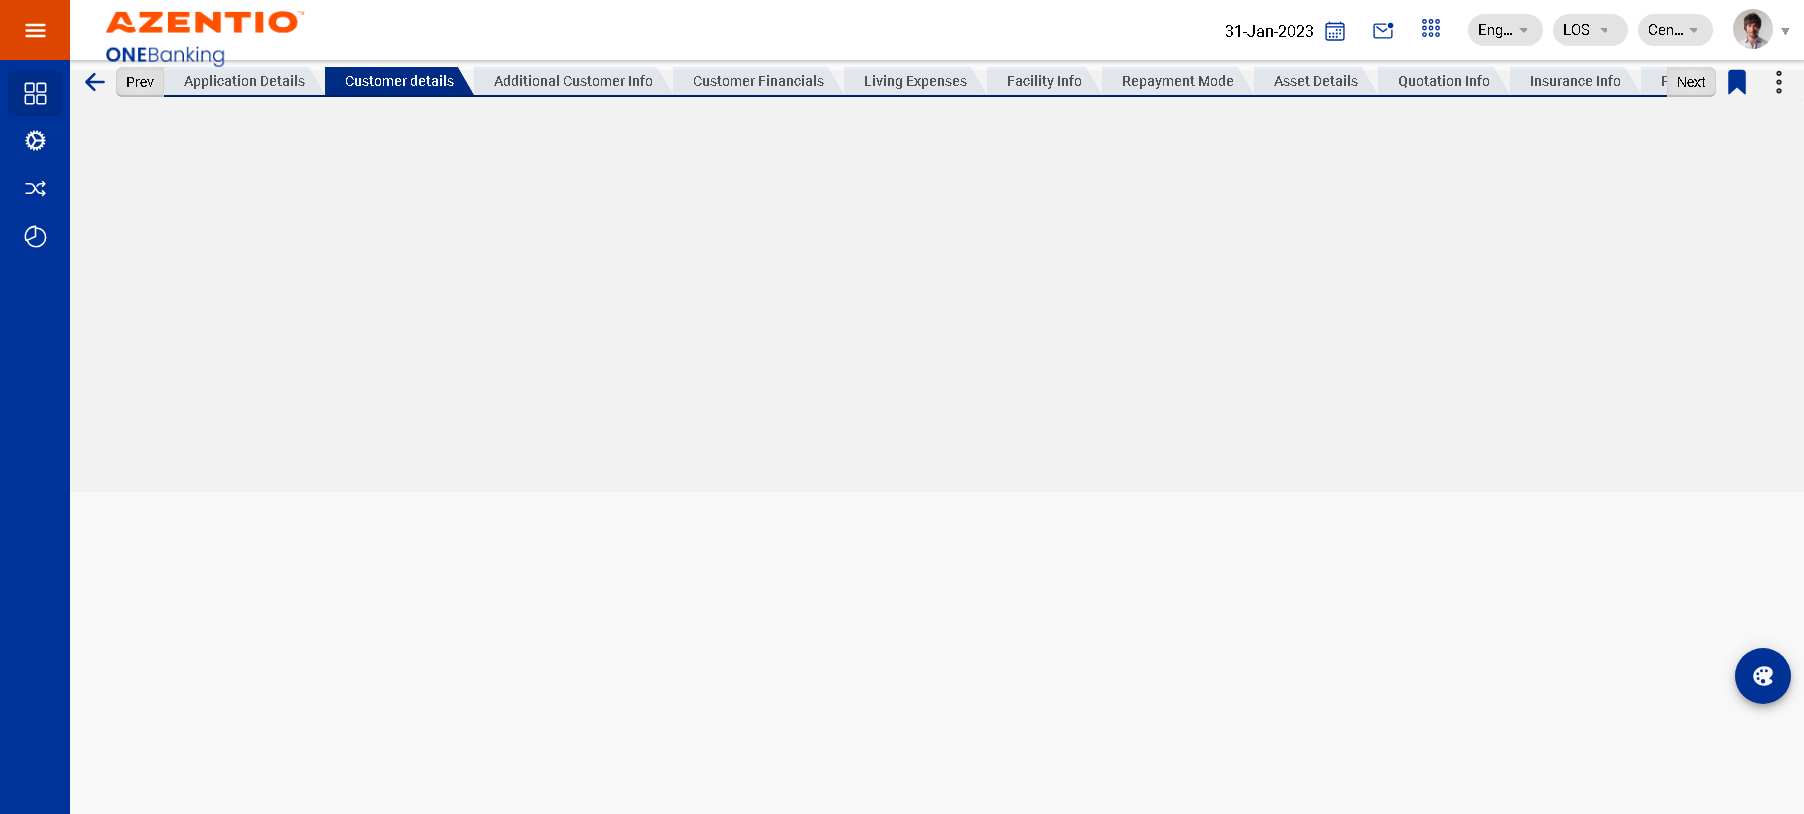 AZENTIO™
ONEBanking
31-Jan-2023
Eng...
LOS
Cen...
Prev
Application Details
Customer details
Additional Customer Info
Customer Financials
Living Expenses
Facility Info
Repayment Mode
Asset Details
Quotation Info
Insurance Info
Next